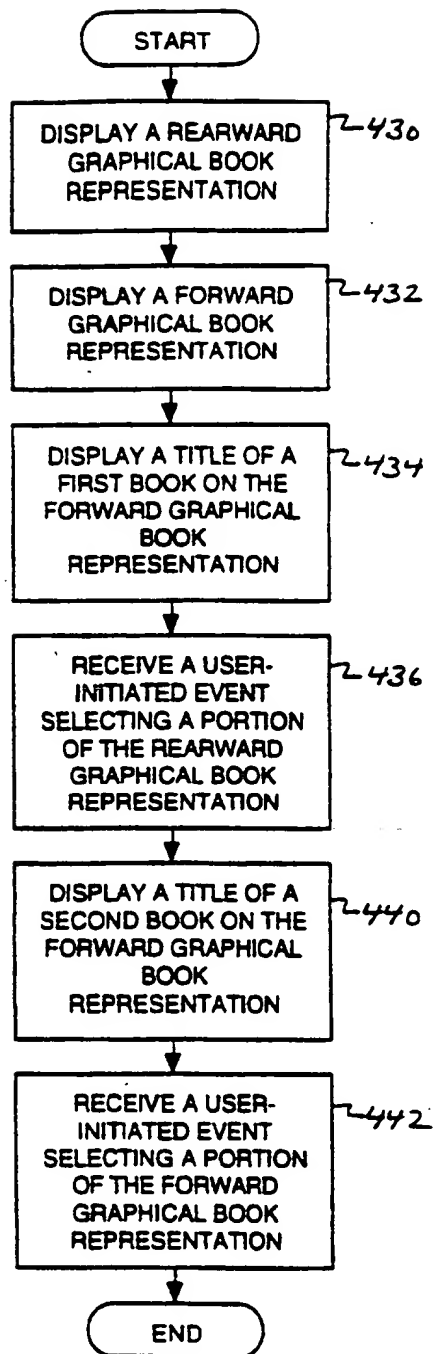 START
DISPLAY A REARWARD
GRAPHICAL BOOK
REPRESENTATION
430
DISPLAY A FORWARD
GRAPHICAL BOOK
REPRESENTATION
432
DISPLAY A TITLE OF A
FIRST BOOK ON THE
FORWARD GRAPHICAL
BOOK
REPRESENTATION
434
RECEIVE A USER-
INITIATED EVENT
SELECTING A PORTION
OF THE REARWARD
GRAPHICAL BOOK
REPRESENTATION
436
DISPLAY A TITLE OF A
SECOND BOOK ON THE
FORWARD GRAPHICAL
BOOK
REPRESENTATION
440
RECEIVE A USER-
INITIATED EVENT
SELECTING A PORTION
OF THE FORWARD
GRAPHICAL BOOK
REPRESENTATION
442
END